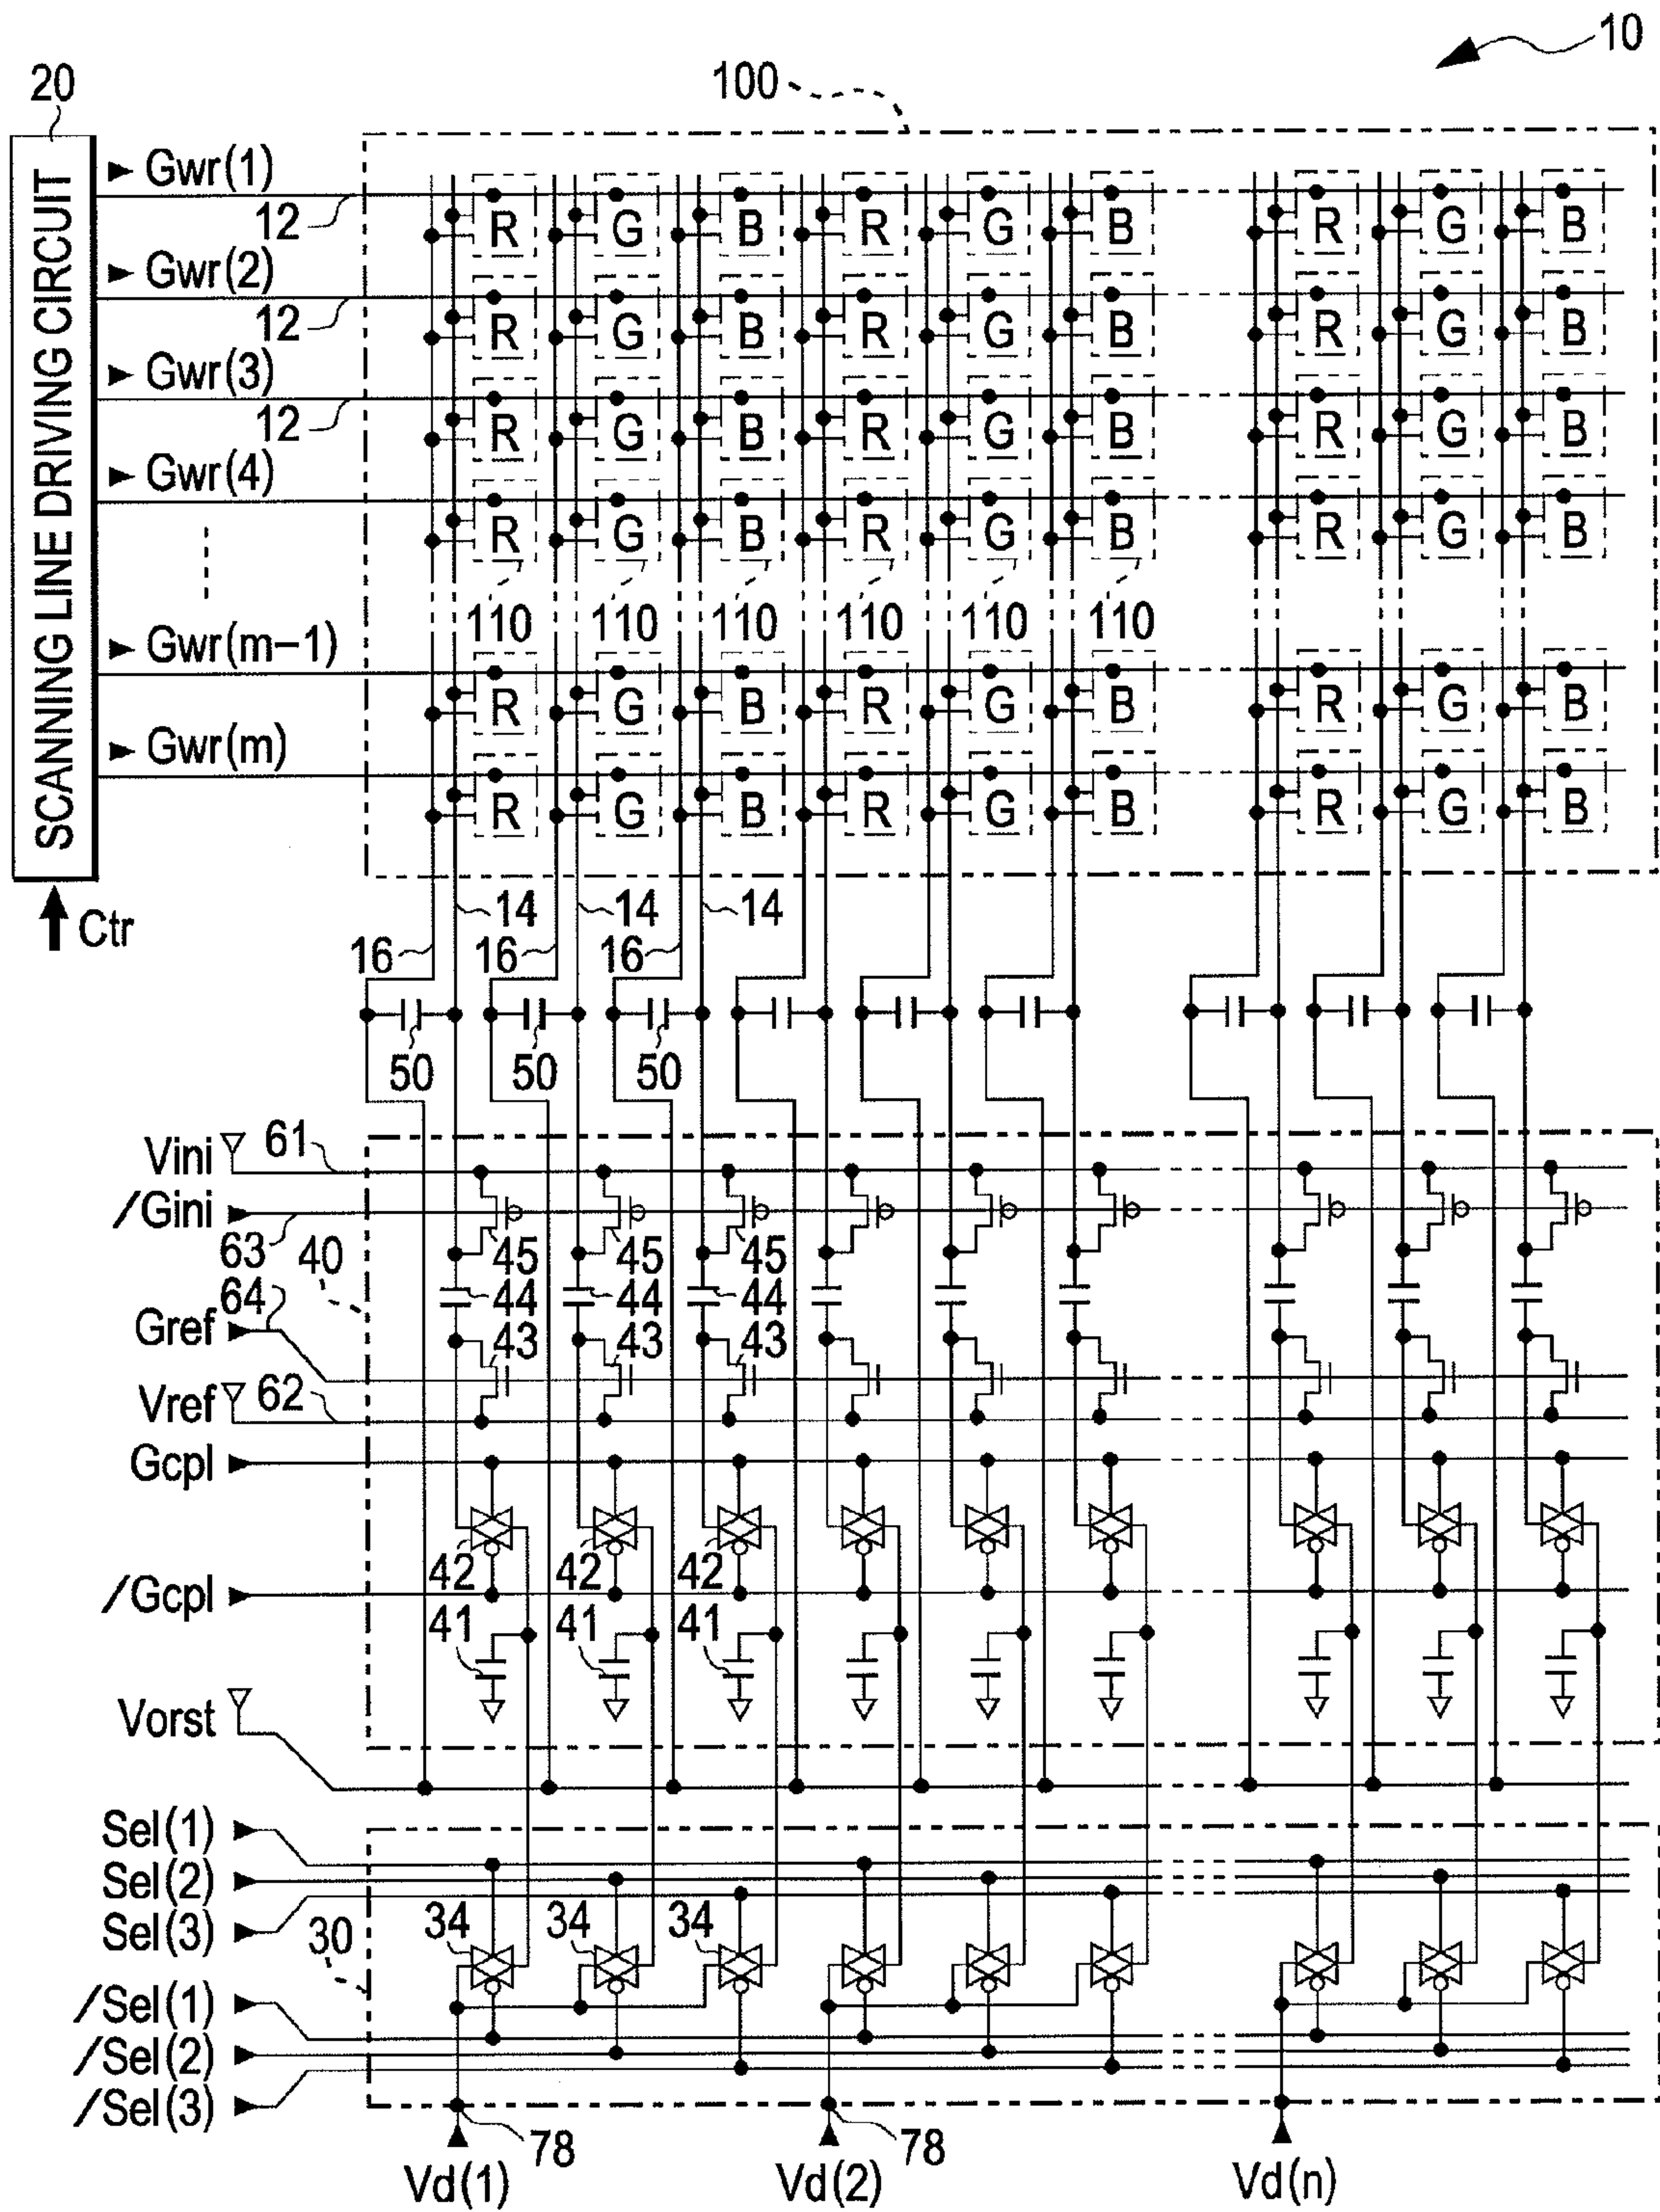 10
20
100
SCANNING LINE DRIVING CIRCUIT
Gwr(1)
12
R G B R G B R G B
Gwr(2)
12
R G B R G B R G B
Gwr(3)
12
R G B R G B R G B
Gwr(4)
R G B R G B R G B
110 110 110 110 110 110
Gwr(m-1)
R G B R G B R G B
Gwr(m)
R G B R G B R G B
Ctr
14 14 14
16 16 16
50 50 50
Vini 61
/Gini
63 40 45 45 45
64 44 44 44
Gref 43 43 43
Vref 62
Gcpl
42 42 42
/Gcpl
41 41 41
Vorst
Sel(1)
Sel(2)
Sel(3)
30 34 34 34
/Sel(1)
/Sel(2)
/Sel(3)
78 78
Vd(1) Vd(2) Vd(n)